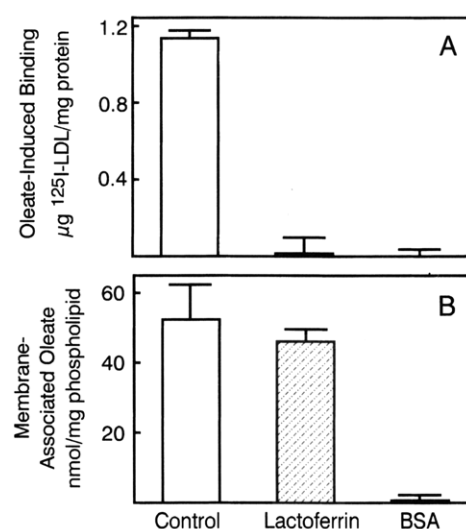 Oleate-Induced Binding
µg ¹²⁵I-LDL/mg protein
1.2
0.8
0.4
A
Membrane-
Associated Oleate
nmol/mg phospholipid
60
40
20
B
Control Lactoferrin BSA